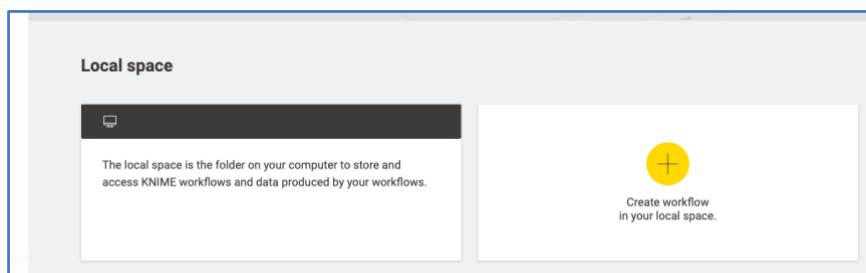 Local space
The local space is the folder on your computer to store and
access KNIME workflows and data produced by your workflows.
Create workflow
in your local space.